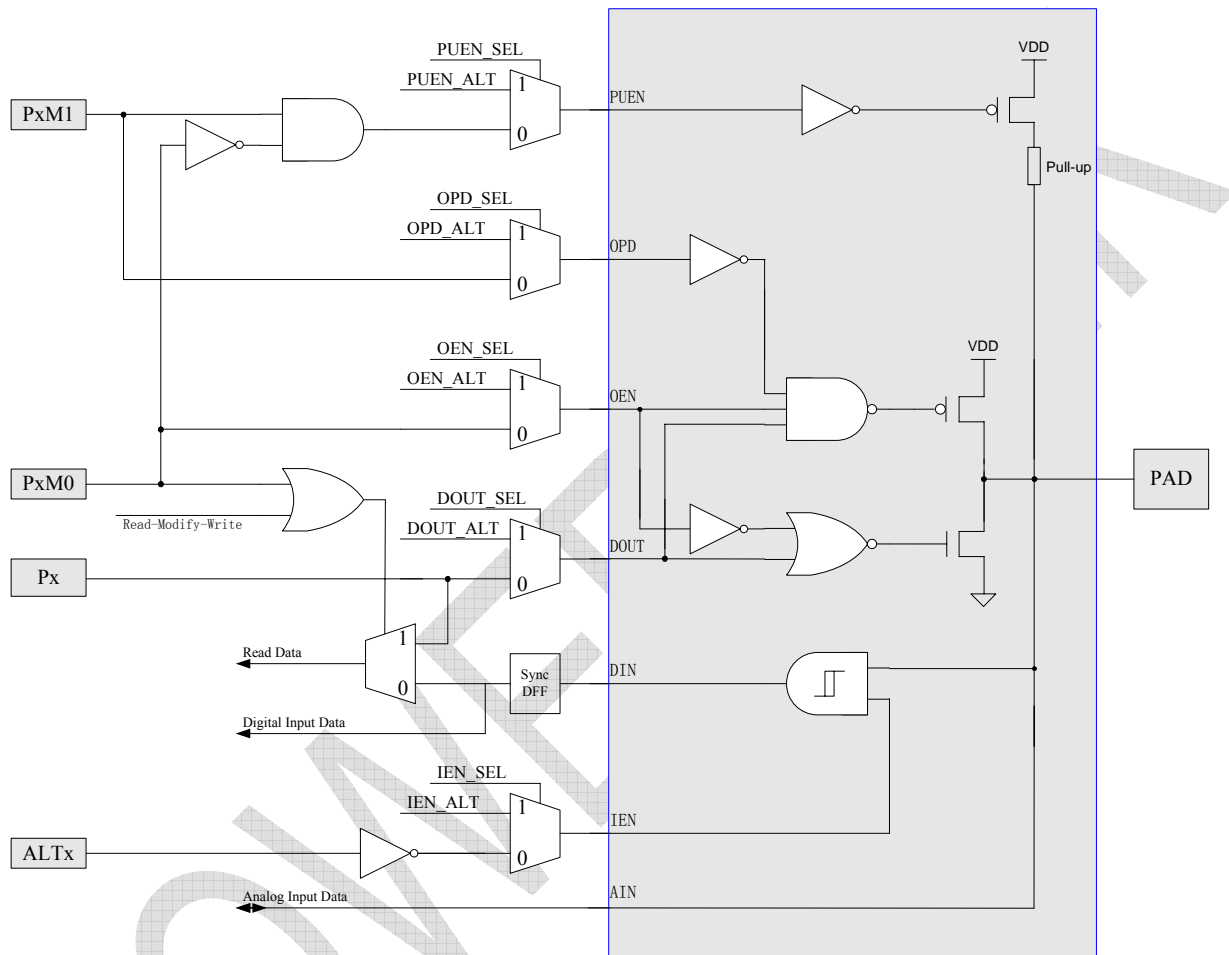 PUEN_SEL
VDD
PUEN_ALT
1
PUEN
PxM1
0
Pull-up
OPD_SEL
OPD_ALT
1
OPD
0
OEN_SEL
VDD
OEN_ALT
1
OEN
0
PxM0
PAD
DOUT_SEL
Read-Modify-Write
DOUT_ALT
1
DOUT
Px
0
1
Read Data
Sync
DFF
DIN
0
Digital Input Data
IEN_SEL
IEN_ALT
1
IEN
ALTx
0
Analog Input Data
AIN